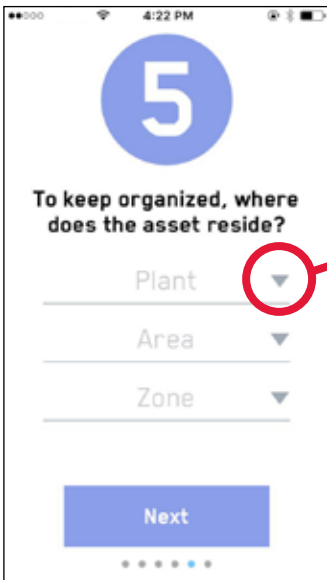 4:22 PM
5
To keep organized, where
does the asset reside?
Plant
Area
Zone
Next